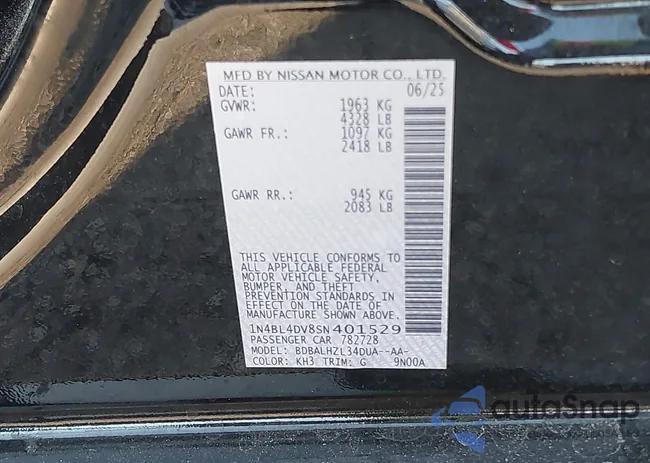 MFD BY NISSAN MOTOR CO., LTD.
DATE: 06/25
GVWR: 1963 KG
4328 LB
GAWR FR.: 1097 KG
2418 LB
GAWR RR.: 945 KG
2083 LB
THIS VEHICLE CONFORMS TO
ALL APPLICABLE FEDERAL
MOTOR VEHICLE SAFETY,
BUMPER, AND THEFT
PREVENTION STANDARDS IN
EFFECT ON THE DATE OF
MANUFACTURE SHOWN ABOVE.
1N4BL4DV8SN401529
PASSENGER CAR 782728
MODEL: BDBALHZL34DUA--AA-
COLOR: KH3 TRIM: G 9N00A
autoSnap